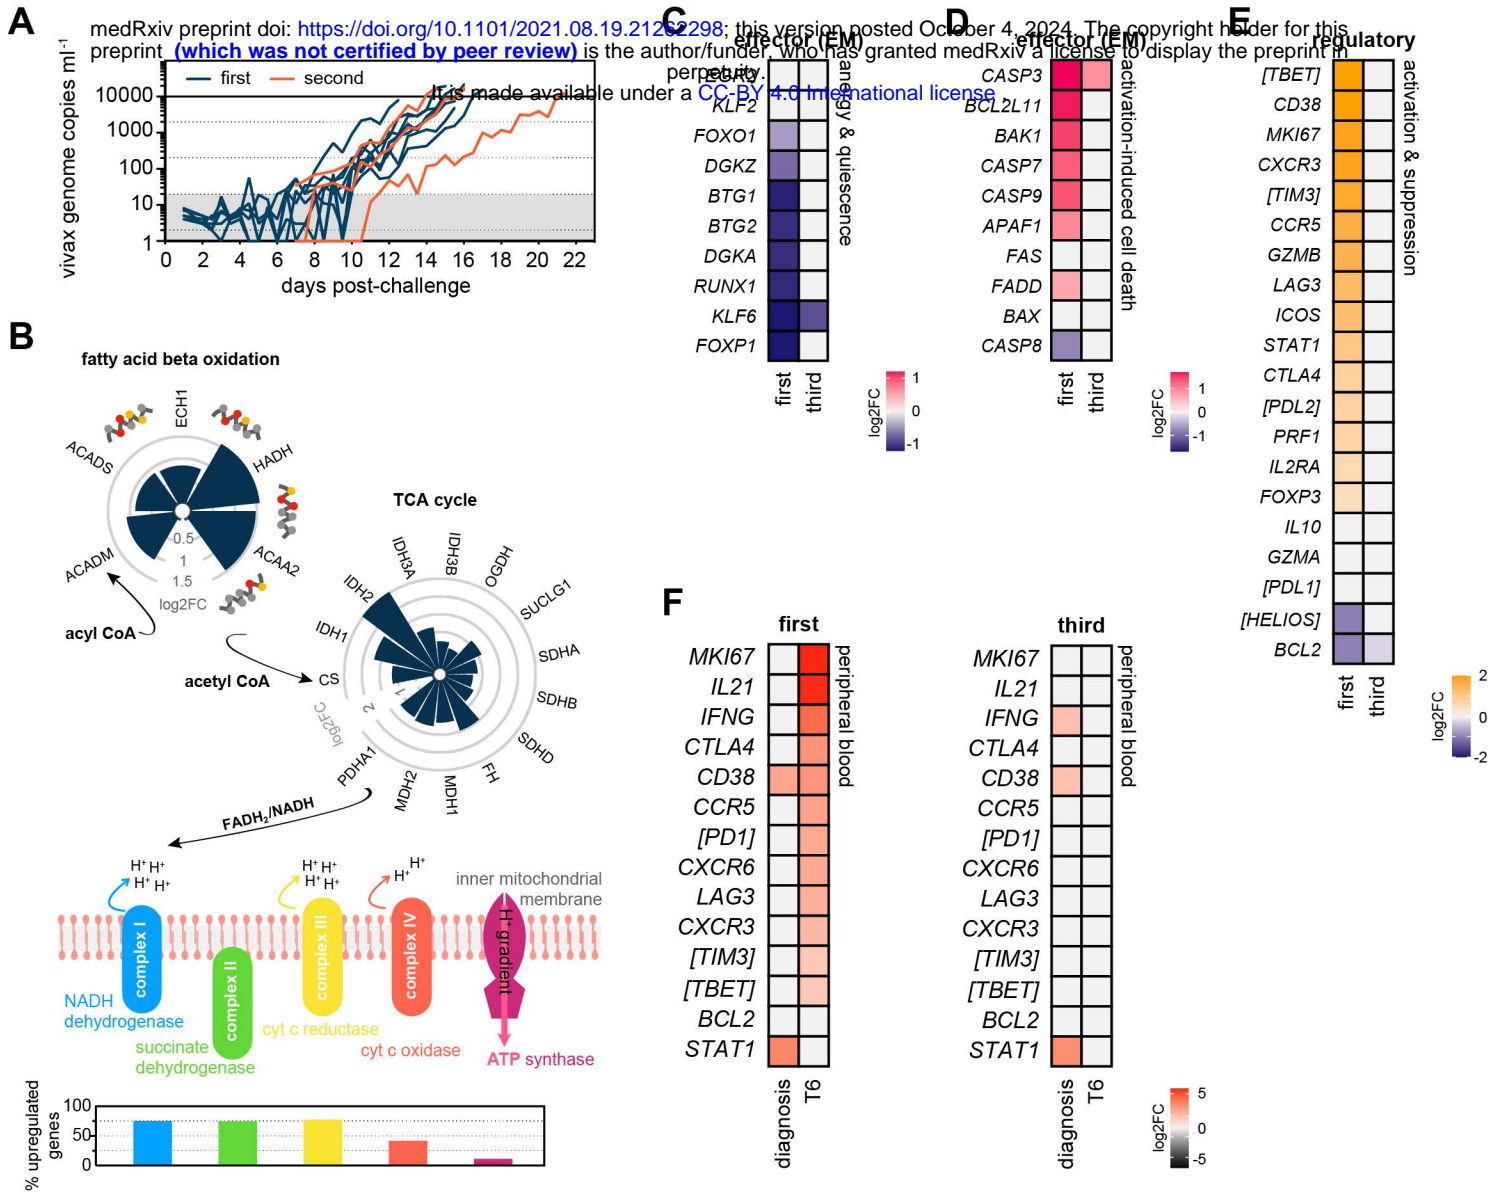 medRxiv preprint doi: https://doi.org/10.1101/2021.08.19.21262298; this version posted October 4, 2024. The copyright holder for this
preprint (which was not certified by peer review) is the author/funder, who has granted medRxiv a license to display the preprint in
perpetuity.
It is made available under a CC-BY 4.0 International license .
A
vivax genome copies ml-1
first
second
10000
1000
100
10
1
0 2 4 6 8 10 12 14 16 18 20 22
days post-challenge
B
fatty acid beta oxidation
ECH1
HADH
ACAA2
ACADM
ACADS
0.5
1
1.5
log2FC
acyl CoA
acetyl CoA
TCA cycle
CS
IDH1
IDH2
IDH3A
IDH3B
OGDH
SUCLG1
SDHA
SDHB
SDHD
FH
MDH1
MDH2
PDHA1
1
2
log2FC
FADH2/NADH
H+ H+
H+ H+
H+ H+
H+ H+
H+
H+
inner mitochondrial
membrane
complex I
complex II
complex III
complex IV
H+ gradient
NADH
dehydrogenase
succinate
dehydrogenase
cyt c reductase
cyt c oxidase
ATP synthase
% upregulated
genes
100
50
0
C
effector (EM)
EGR2
KLF2
FOXO1
DGKZ
BTG1
BTG2
DGKA
RUNX1
KLF6
FOXP1
anergy & quiescence
first
third
log2FC
1
0
-1
D
effector (EM)
CASP3
BCL2L11
BAK1
CASP7
CASP9
APAF1
FAS
FADD
BAX
CASP8
activation-induced cell death
first
third
log2FC
1
0
-1
E
regulatory
[TBET]
CD38
MKI67
CXCR3
[TIM3]
CCR5
GZMB
LAG3
ICOS
STAT1
CTLA4
[PDL2]
PRF1
IL2RA
FOXP3
IL10
GZMA
[PDL1]
[HELIOS]
BCL2
activation & suppression
first
third
log2FC
2
0
-2
F
first
MKI67
IL21
IFNG
CTLA4
CD38
CCR5
[PD1]
CXCR6
LAG3
CXCR3
[TIM3]
[TBET]
BCL2
STAT1
peripheral blood
diagnosis
T6
third
MKI67
IL21
IFNG
CTLA4
CD38
CCR5
[PD1]
CXCR6
LAG3
CXCR3
[TIM3]
[TBET]
BCL2
STAT1
peripheral blood
diagnosis
T6
log2FC
5
0
-5